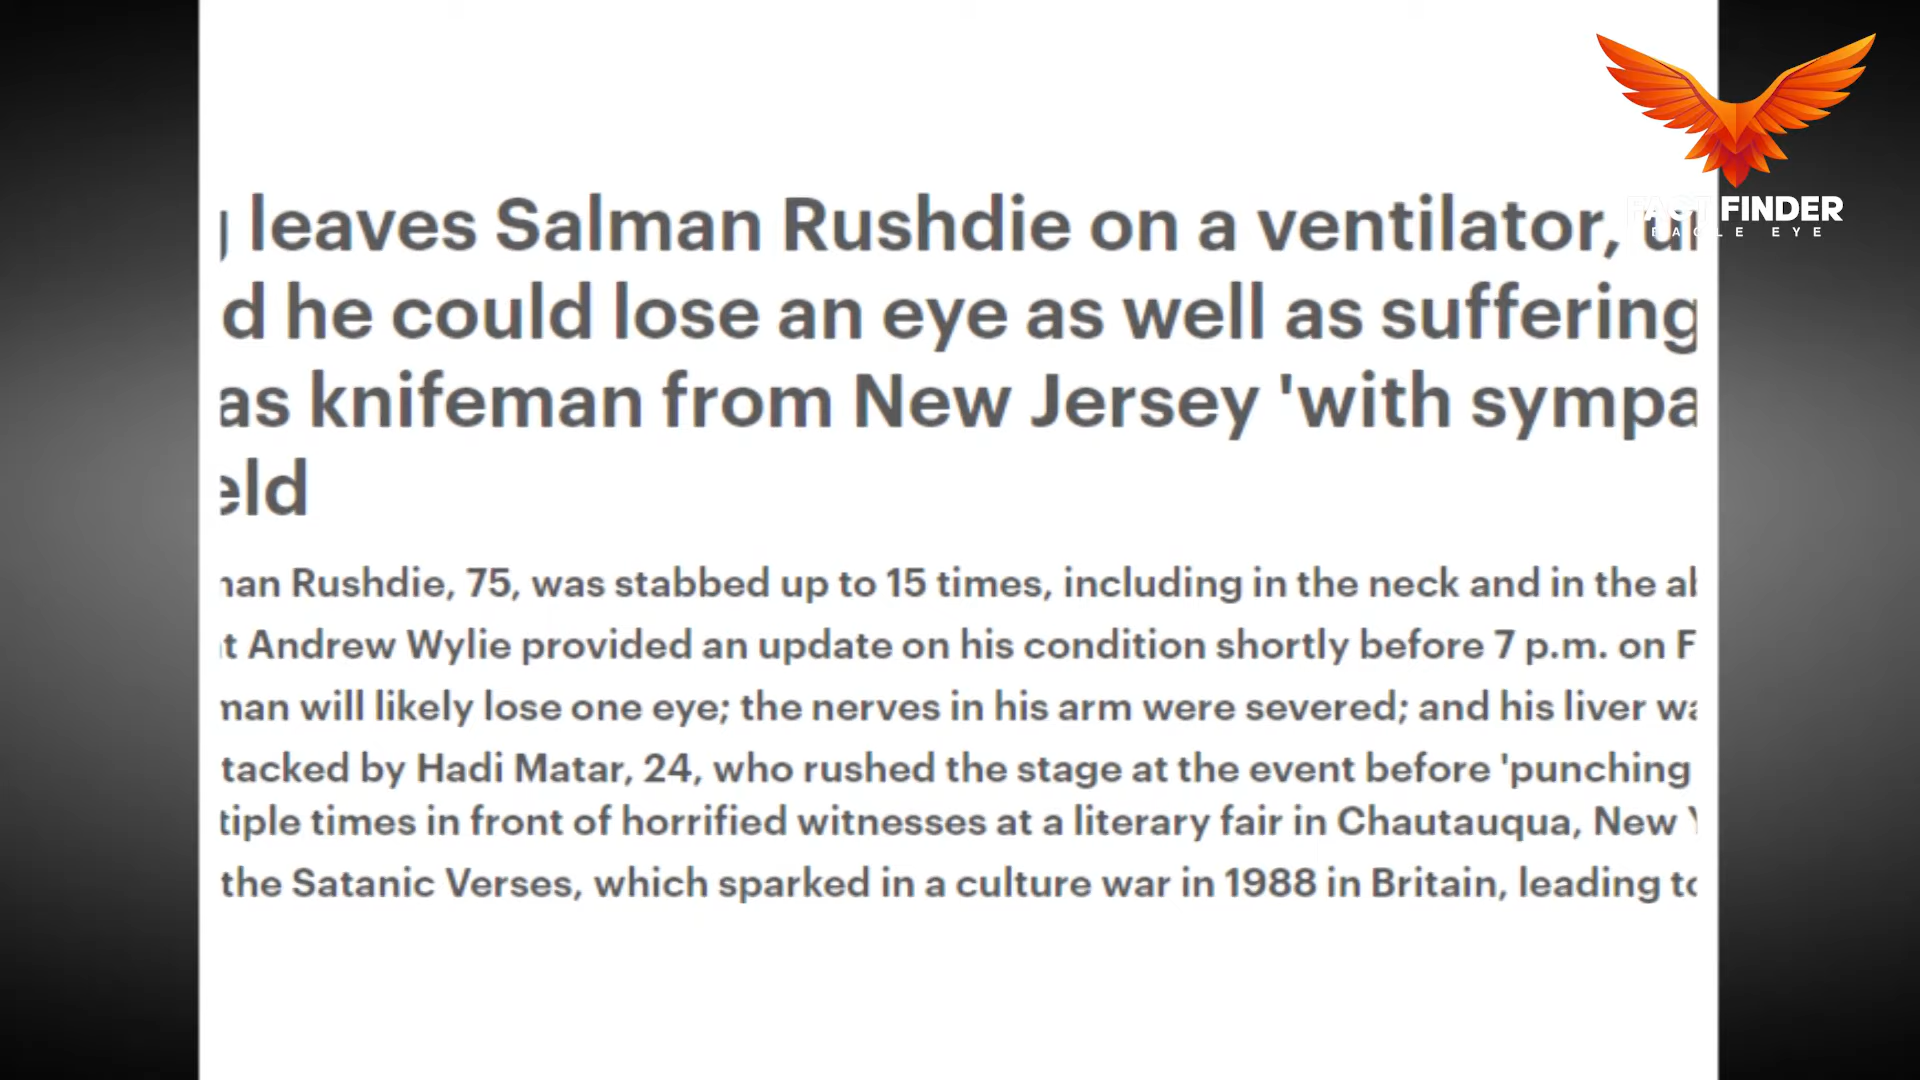 leaves Salman Rushdie on a ventilator,
d he could lose an eye as well as suffering
as knifeman from New Jersey 'with sympa
eld
man Rushdie, 75, was stabbed up to 15 times, including in the neck and in the
t Andrew Wylie provided an update on his condition shortly before 7 p.m. on F
man will likely lose one eye; the nerves in his arm were severed; and his liver
tacked by Hadi Matar, 24, who rushed the stage at the event before 'punching
tiple times in front of horrified witnesses at a literary fair in Chautauqua, New
the Satanic Verses, which sparked in a culture war in 1988 in Britain, leading
FACT FINDER
EAGLE EYE